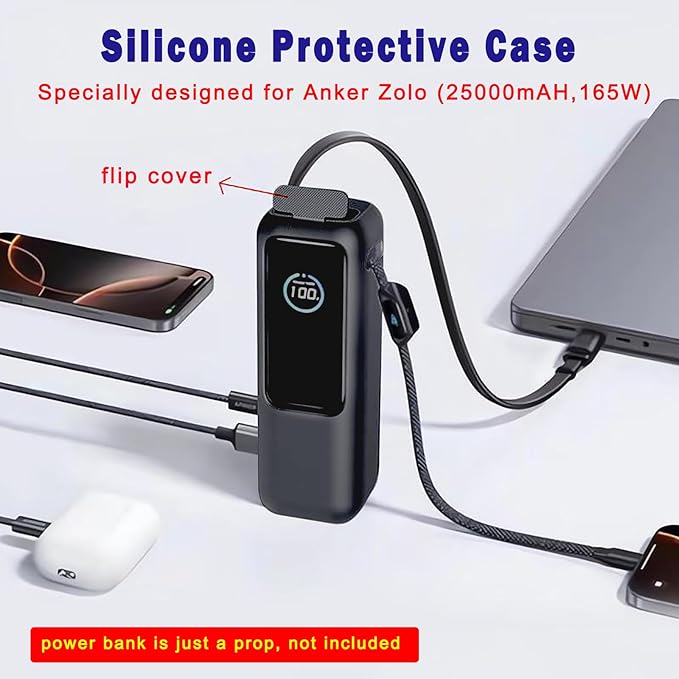 Silicone Protective Case
Specially designed for Anker Zolo (25000mAH,165W)
flip cover
100
power bank is just a prop, not included